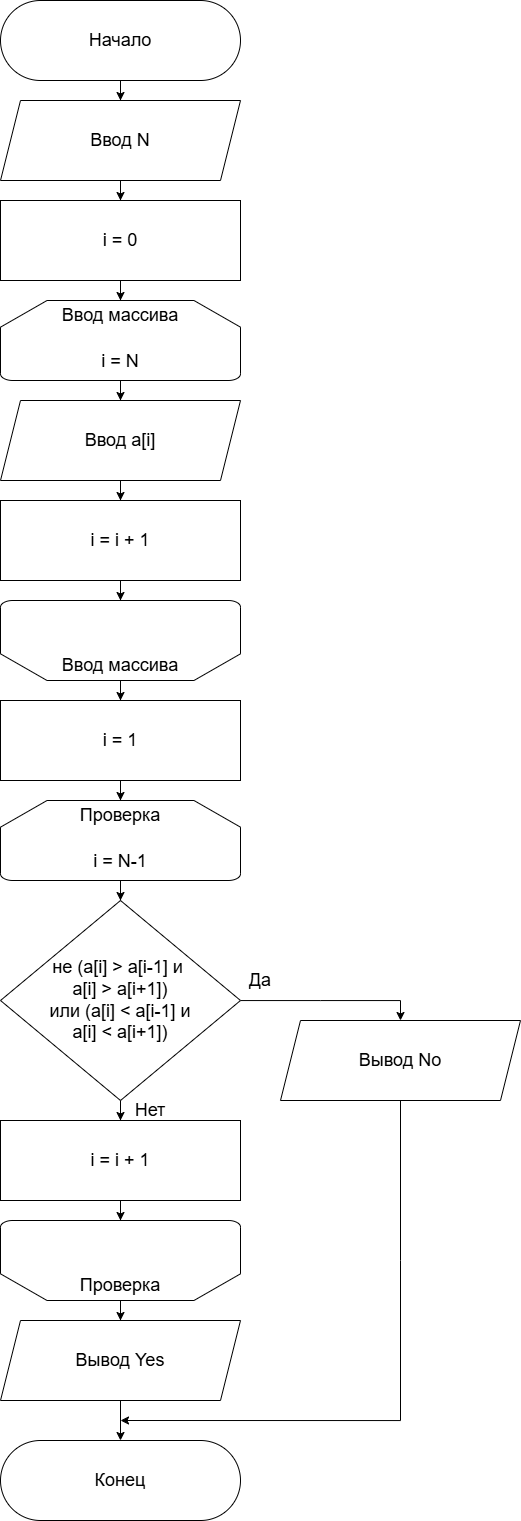 Начало
Ввод N
i = 0
Ввод массива
i = N
Ввод a[i]
i = i + 1
Ввод массива
i = 1
Проверка
i = N-1
не (a[i] > a[i-1] и
a[i] > a[i+1])
или (a[i] < a[i-1] и
a[i] < a[i+1])
Да
Вывод No
Нет
i = i + 1
Проверка
Вывод Yes
Конец